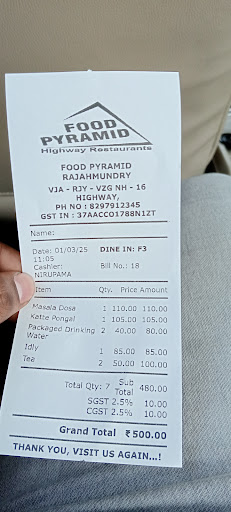 FOOD
PYRAMID
Highway Restaurants
FOOD PYRAMID
RAJAHMUNDRY
VJA - RJY - VZG NH - 16
HIGHWAY,
PH NO : 8297912345
GST IN : 37AACCO1788N1ZT
Name:
Date: 01/03/25 DINE IN: F3
11:05
Cashier: Bill No.: 18
NIRUPAMA
Item Qty. Price Amount
Masala Dosa 1 110.00 110.00
Katte Pongal 1 105.00 105.00
Packaged Drinking 2 40.00 80.00
Water
Idly 1 85.00 85.00
Tea 2 50.00 100.00
Total Qty: 7 Sub 480.00
Total
SGST 2.5% 10.00
CGST 2.5% 10.00
Grand Total ₹500.00
THANK YOU, VISIT US AGAIN...!